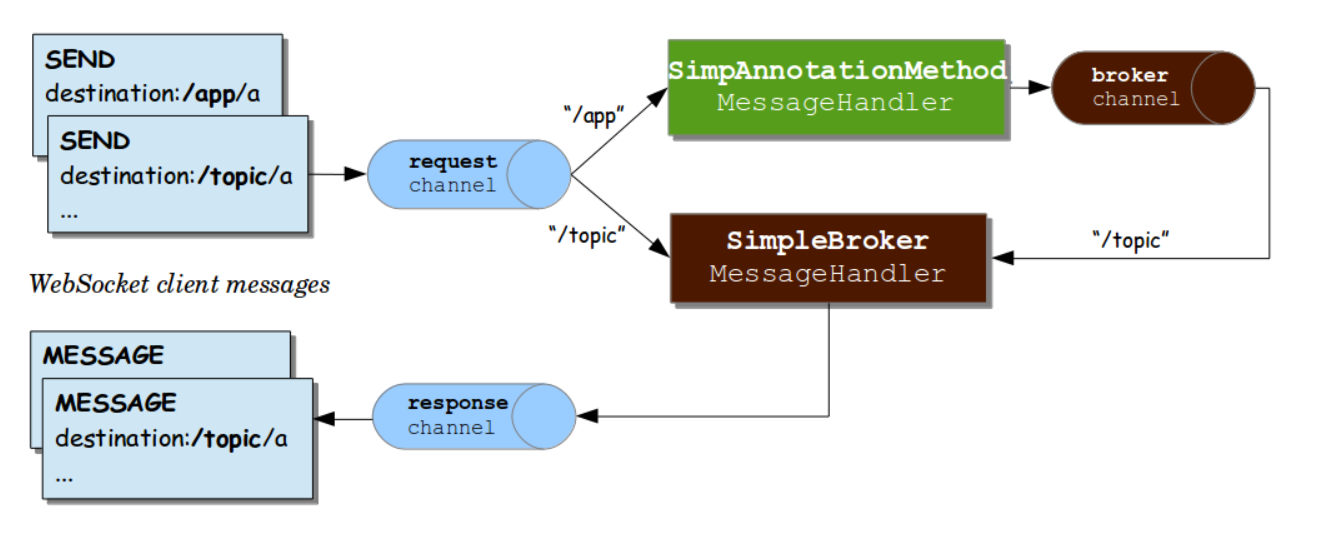 SEND
destination:/app/a
SEND
destination:/topic/a
...
WebSocket client messages
request
channel
“/app”
“/topic”
SimpAnnotationMethod
MessageHandler
broker
channel
SimpleBroker
MessageHandler
“/topic”
MESSAGE
MESSAGE
destination:/topic/a
...
response
channel